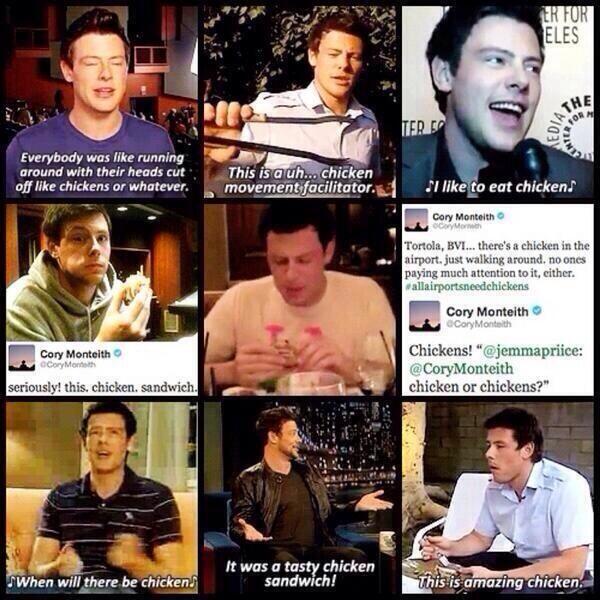 Everybody was like running
around with their heads cut
off like chickens or whatever.
This is a uh... chicken
movement facilitator.
ER FOR
ELES
TER FO
THE
EDIA
♫I like to eat chicken♫
Cory Monteith
@CoryMonteith
seriously! this. chicken. sandwich.
Cory Monteith
@CoryMonteith
Tortola, BVI... there's a chicken in the
airport. just walking around. no ones
paying much attention to it, either.
#allairportsneedchickens
Cory Monteith
@CoryMonteith
Chickens! “@jemmapriice:
@CoryMonteith
chicken or chickens?”
♫When will there be chicken♫
It was a tasty chicken
sandwich!
This is amazing chicken.